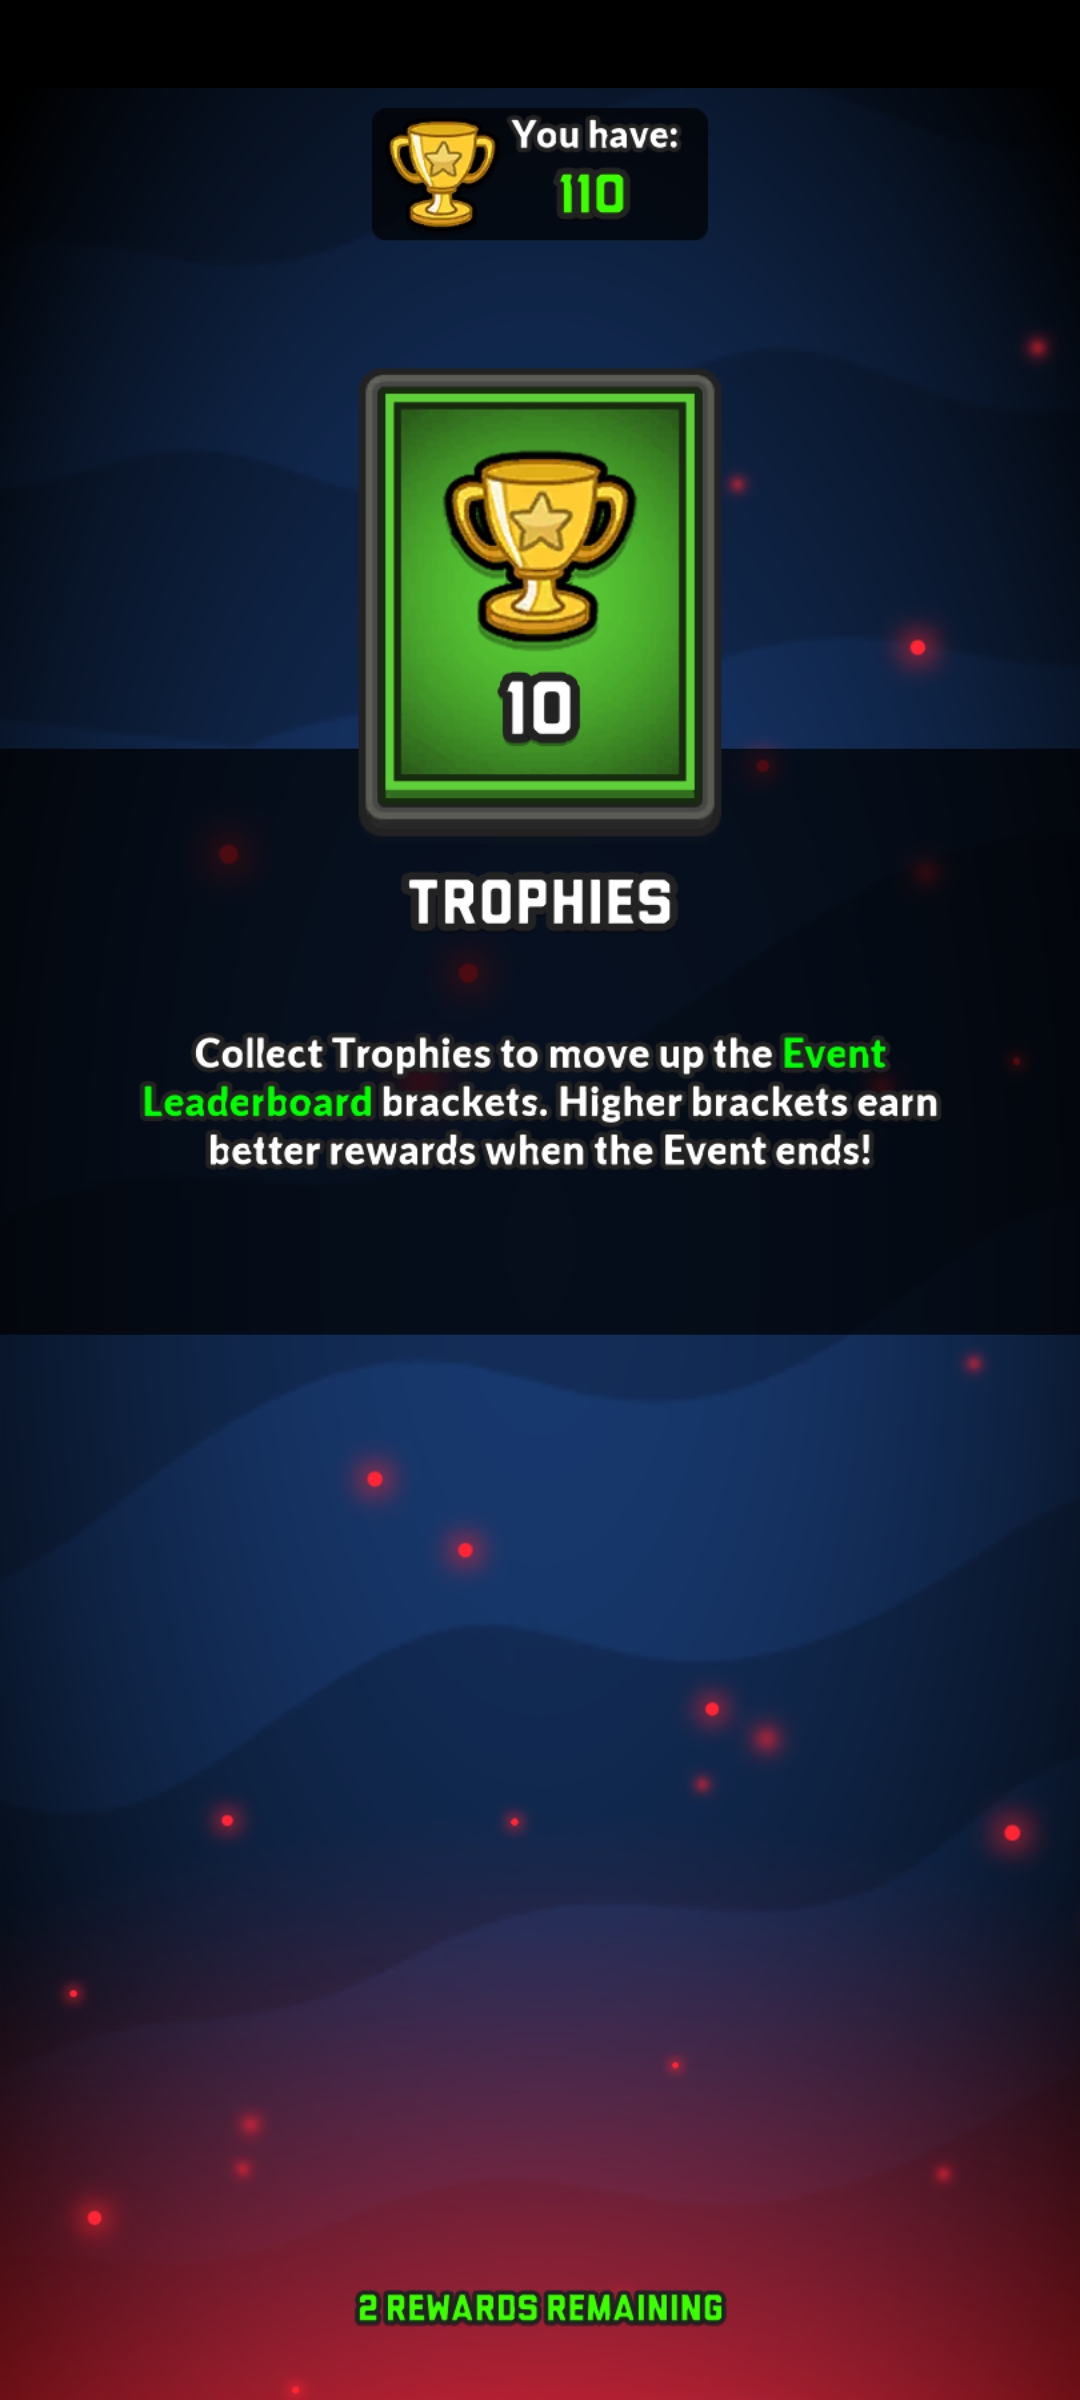 You have:
110
10
TROPHIES
Collect Trophies to move up the Event
Leaderboard brackets. Higher brackets earn
better rewards when the Event ends!
2 REWARDS REMAINING